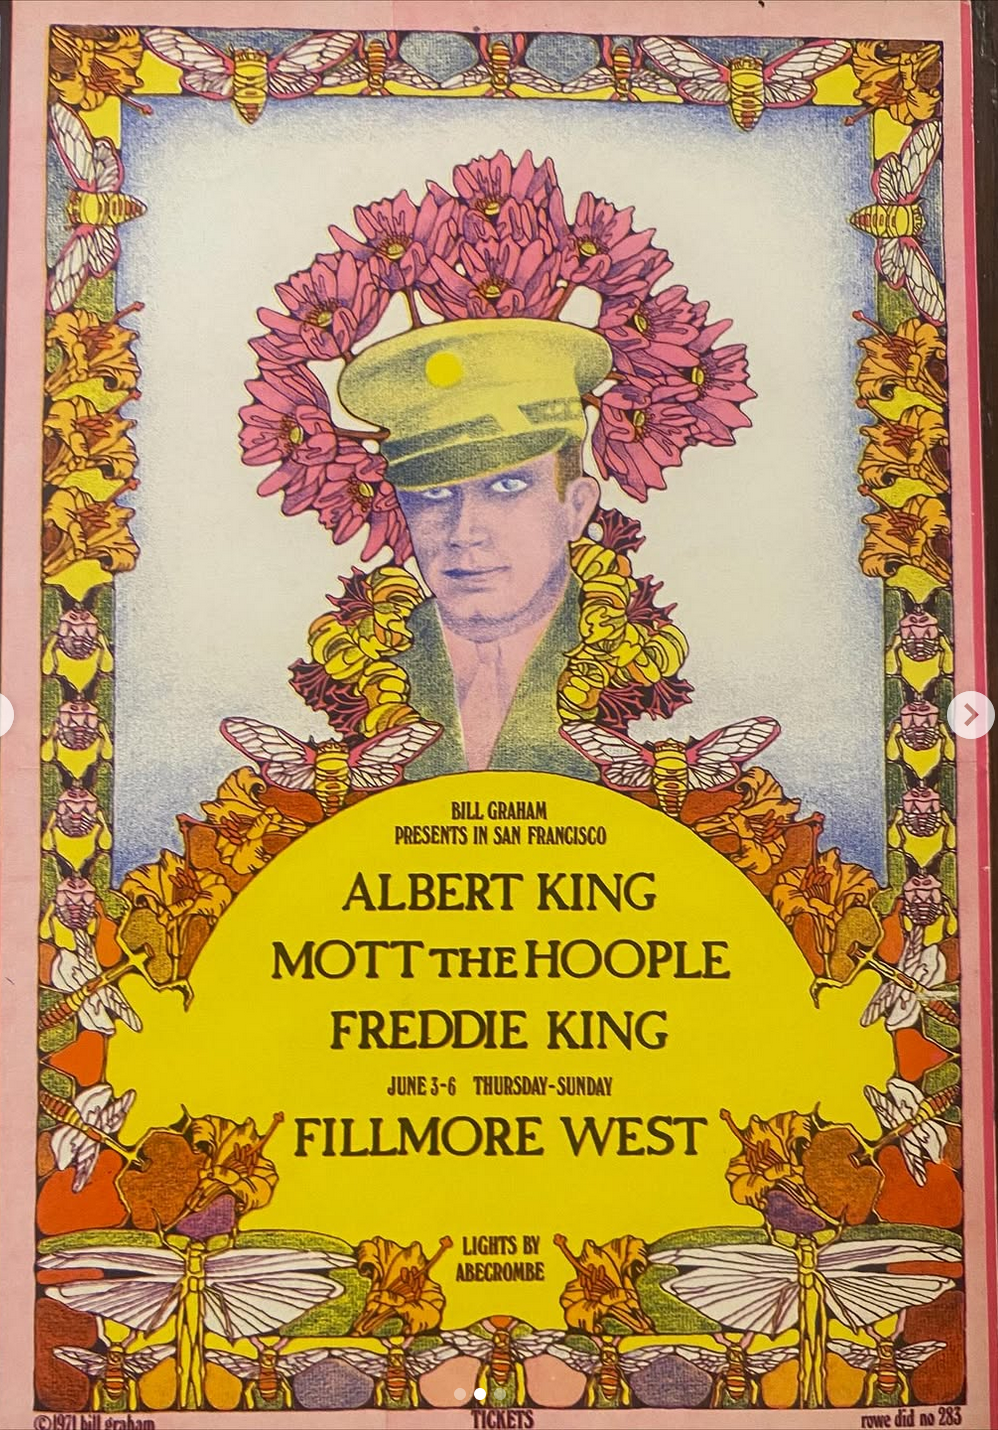 BILL GRAHAM
PRESENTS IN SAN FRANCISCO
ALBERT KING
MOTT THE HOOPLE
FREDDIE KING
JUNE 3-6 THURSDAY-SUNDAY
FILLMORE WEST
LIGHTS BY
ABECROMBE
©1971 bill graham
TICKETS
rowe did no 283